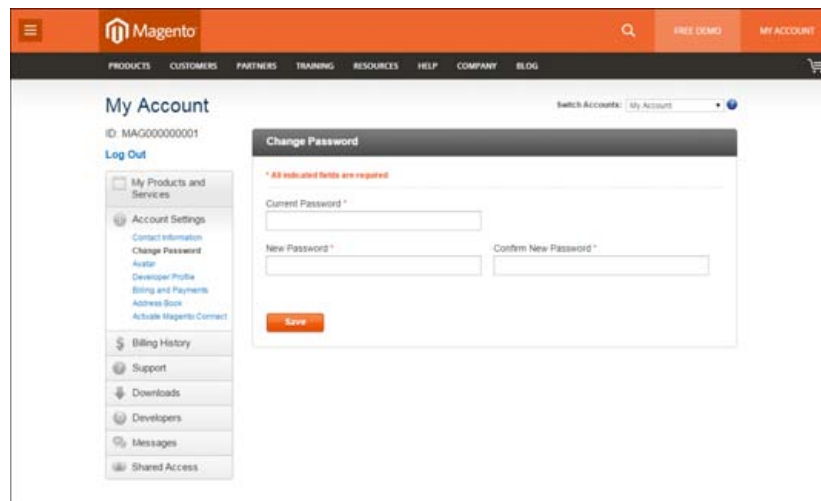 Magento
FREE DEMO
MY ACCOUNT
PRODUCTS CUSTOMERS PARTNERS TRAINING RESOURCES HELP COMPANY BLOG
My Account
Switch Accounts: My Account
ID: MAG000000001
Log Out
Change Password
* All indicated fields are required
My Products and
Services
Account Settings
Contact Information
Change Password
Avatar
Developer Profile
Billing and Payments
Address Book
Activate Magento Connect
Current Password *
New Password *
Confirm New Password *
Save
$ Billing History
Support
Downloads
Developers
Messages
Shared Access